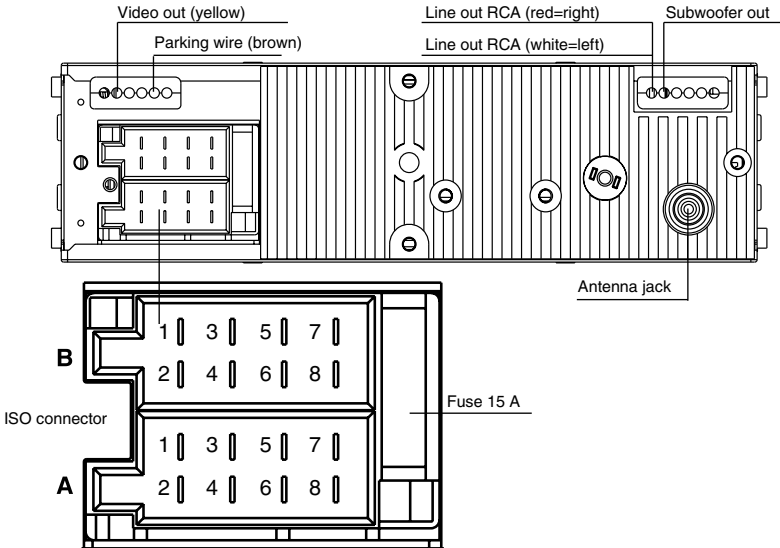 Video out (yellow)
Line out RCA (red=right)
Subwoofer out
Parking wire (brown)
Line out RCA (white=left)
Antenna jack
1 3 5 7
B
2 4 6 8
Fuse 15 A
ISO connector
1 3 5 7
A
2 4 6 8